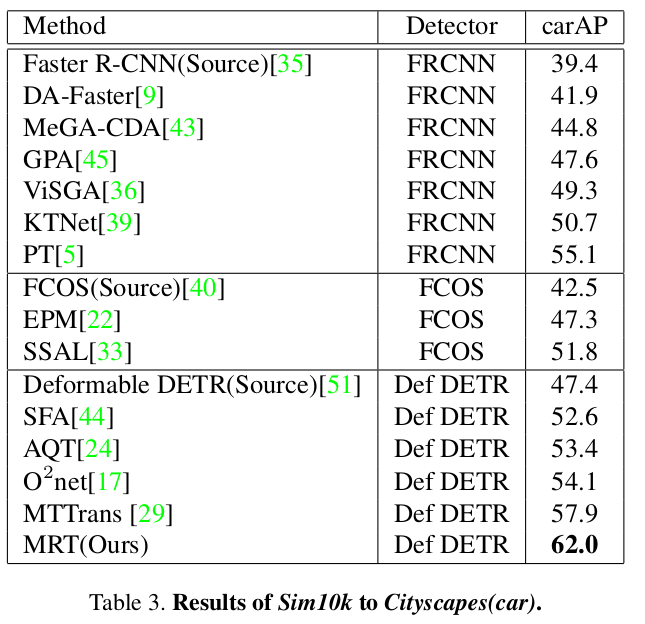 Method Detector carAP
Faster R-CNN(Source)[35] FRCNN 39.4
DA-Faster[9] FRCNN 41.9
MeGA-CDA[43] FRCNN 44.8
GPA[45] FRCNN 47.6
ViSGA[36] FRCNN 49.3
KTNet[39] FRCNN 50.7
PT[5] FRCNN 55.1
FCOS(Source)[40] FCOS 42.5
EPM[22] FCOS 47.3
SSAL[33] FCOS 51.8
Deformable DETR(Source)[51] Def DETR 47.4
SFA[44] Def DETR 52.6
AQT[24] Def DETR 53.4
O²net[17] Def DETR 54.1
MTTrans [29] Def DETR 57.9
MRT(Ours) Def DETR 62.0
Table 3. Results of Sim10k to Cityscapes(car).